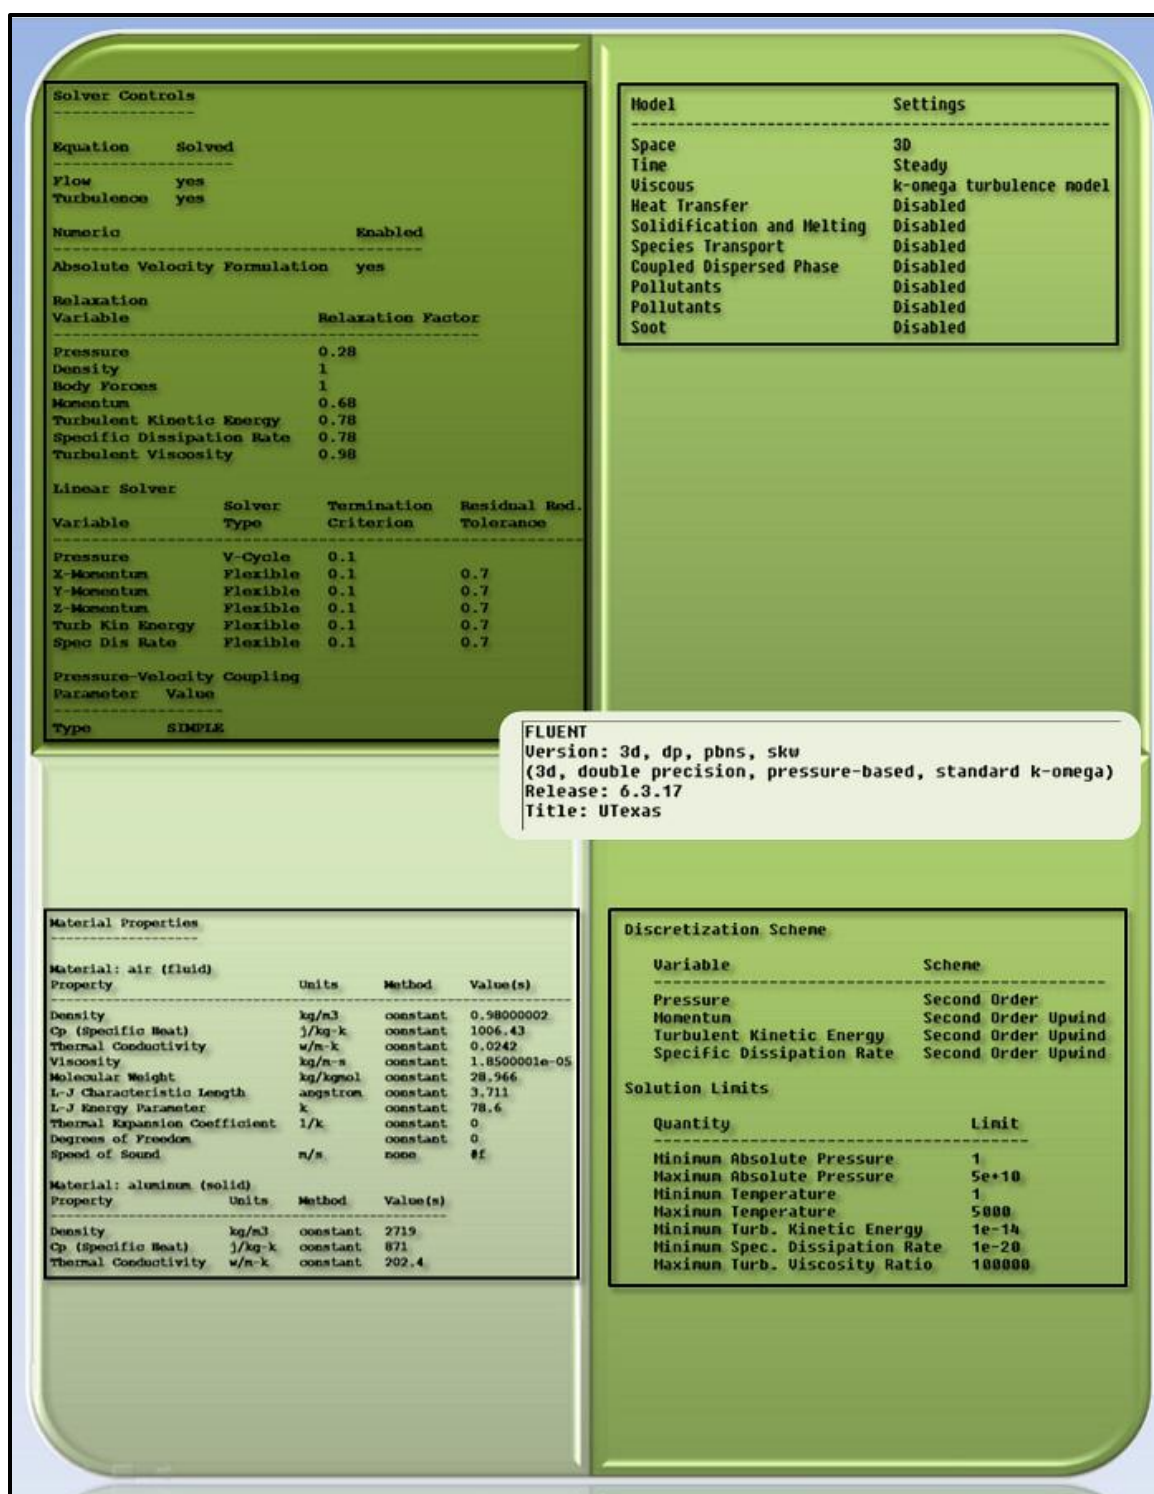 Solver Controls
---------------
Equation Solved
--------------------
Flow yes
Turbulence yes
Numeric Enabled
-----------------------------------------
Absolute Velocity Formulation yes
Relaxation
Variable Relaxation Factor
-----------------------------------------------
Pressure 0.28
Density 1
Body Forces 1
Momentum 0.68
Turbulent Kinetic Energy 0.78
Specific Dissipation Rate 0.78
Turbulent Viscosity 0.98
Linear Solver
Solver Termination Residual Red.
Variable Type Criterion Tolerance
-----------------------------------------------------------
Pressure V-Cycle 0.1
X-Momentum Flexible 0.1 0.7
Y-Momentum Flexible 0.1 0.7
Z-Momentum Flexible 0.1 0.7
Turb Kin Energy Flexible 0.1 0.7
Spec Dis Rate Flexible 0.1 0.7
Pressure-Velocity Coupling
Parameter Value
------------------
Type SIMPLE
Model Settings
----------------------------------------------------
Space 3D
Time Steady
Viscous k-omega turbulence model
Heat Transfer Disabled
Solidification and Melting Disabled
Species Transport Disabled
Coupled Dispersed Phase Disabled
Pollutants Disabled
Pollutants Disabled
Soot Disabled
FLUENT
Version: 3d, dp, pbns, skw
(3d, double precision, pressure-based, standard k-omega)
Release: 6.3.17
Title: UTexas
Material Properties
-------------------
Material: air (fluid)
Property Units Method Value(s)
-------------------------------------------------------------------
Density kg/m3 constant 0.98000002
Cp (Specific Heat) j/kg-k constant 1006.43
Thermal Conductivity w/m-k constant 0.0242
Viscosity kg/m-s constant 1.8500001e-05
Molecular Weight kg/kgmol constant 28.966
L-J Characteristic Length angstrom constant 3.711
L-J Energy Parameter k constant 78.6
Thermal Expansion Coefficient 1/k constant 0
Degrees of Freedom constant 0
Speed of Sound m/s none #f
Material: aluminum (solid)
Property Units Method Value(s)
---------------------------------------------------
Density kg/m3 constant 2719
Cp (Specific Heat) j/kg-k constant 871
Thermal Conductivity w/m-k constant 202.4
Discretization Scheme
Variable Scheme
------------------------------------------------
Pressure Second Order
Momentum Second Order Upwind
Turbulent Kinetic Energy Second Order Upwind
Specific Dissipation Rate Second Order Upwind
Solution Limits
Quantity Limit
----------------------------------------
Minimum Absolute Pressure 1
Maximum Absolute Pressure 5e+10
Minimum Temperature 1
Maximum Temperature 5000
Minimum Turb. Kinetic Energy 1e-14
Minimum Spec. Dissipation Rate 1e-20
Maximum Turb. Viscosity Ratio 100000